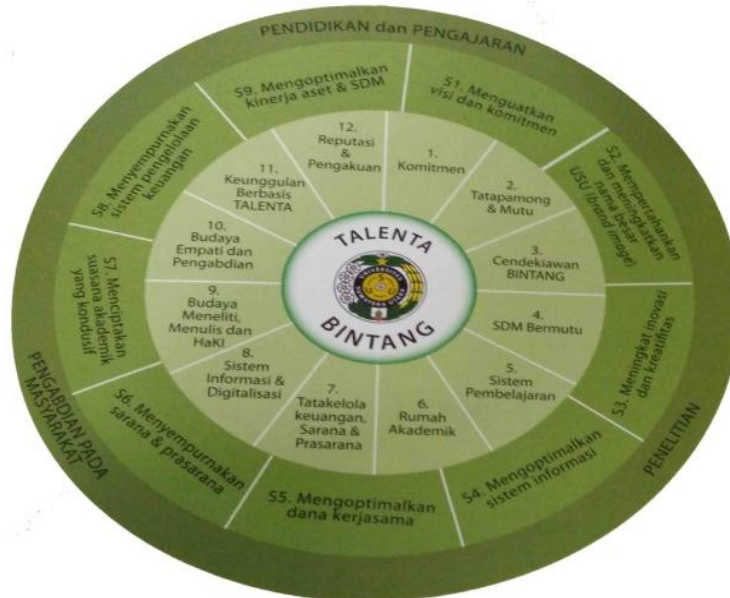 PENDIDIKAN dan PENGAJARAN
S1. Menguatkan
visi dan komitmen
S2. Mempertahankan
dan meningkatkan
nama besar
USU (brand image)
S3. Meningkat inovasi
dan kreatifitas
S4. Mengoptimalkan
sistem informasi
S5. Mengoptimalkan
dana kerjasama
S6. Menyempurnakan
sarana & prasarana
S7. Menciptakan
suasana akademik
yang kondusif
S8. Menyempurnakan
sistem pengelolaan
keuangan
S9. Mengoptimalkan
kinerja aset & SDM
PENELITIAN
PENGABDIAN PADA
MASYARAKAT
1.
Komitmen
2.
Tatapamong
& Mutu
3.
Cendekiawan
BINTANG
4.
SDM Bermutu
5.
Sistem
Pembelajaran
6.
Rumah
Akademik
7.
Tatakelola
keuangan,
Sarana &
Prasarana
8.
Sistem
Informasi &
Digitalisasi
9.
Budaya
Meneliti,
Menulis dan
HaKI
10.
Budaya
Empati dan
Pengabdian
11.
Keunggulan
Berbasis
TALENTA
12.
Reputasi
&
Pengakuan
TALENTA
UNIVERSITAS
SUMATERA UTARA
BINTANG